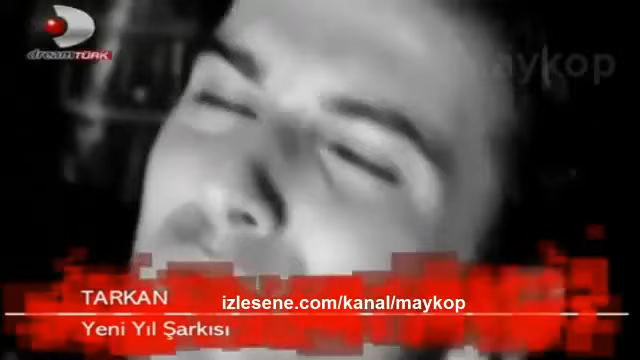 dreamTÜRK
maykop
TARKAN
izlesene.com/kanal/maykop
Yeni Yıl Şarkısı